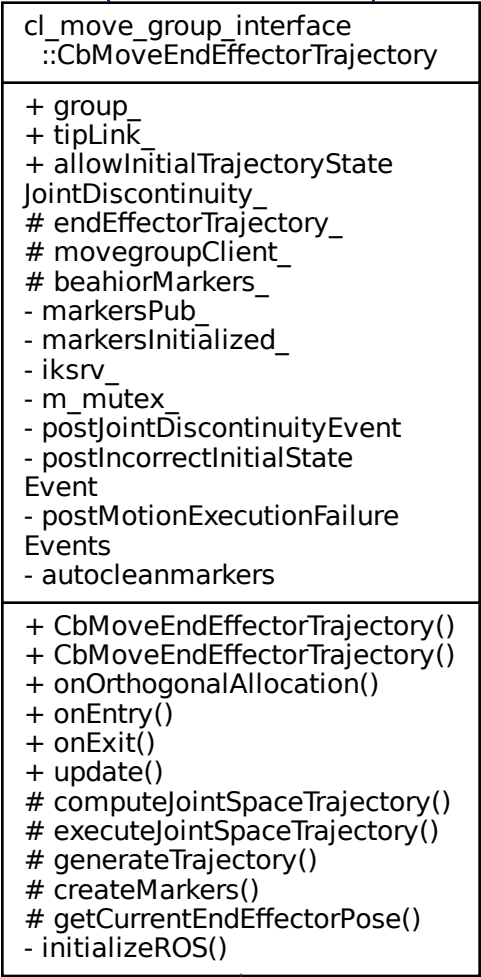 cl_move_group_interface
::CbMoveEndEffectorTrajectory
+ group_
+ tipLink_
+ allowInitialTrajectoryState
JointDiscontinuity_
# endEffectorTrajectory_
# movegroupClient_
# beahiorMarkers_
- markersPub_
- markersInitialized_
- iksrv_
- m_mutex_
- postJointDiscontinuityEvent
- postIncorrectInitialState
Event
- postMotionExecutionFailure
Events
- autocleanmarkers
+ CbMoveEndEffectorTrajectory()
+ CbMoveEndEffectorTrajectory()
+ onOrthogonalAllocation()
+ onEntry()
+ onExit()
+ update()
# computeJointSpaceTrajectory()
# executeJointSpaceTrajectory()
# generateTrajectory()
# createMarkers()
# getCurrentEndEffectorPose()
- initializeROS()